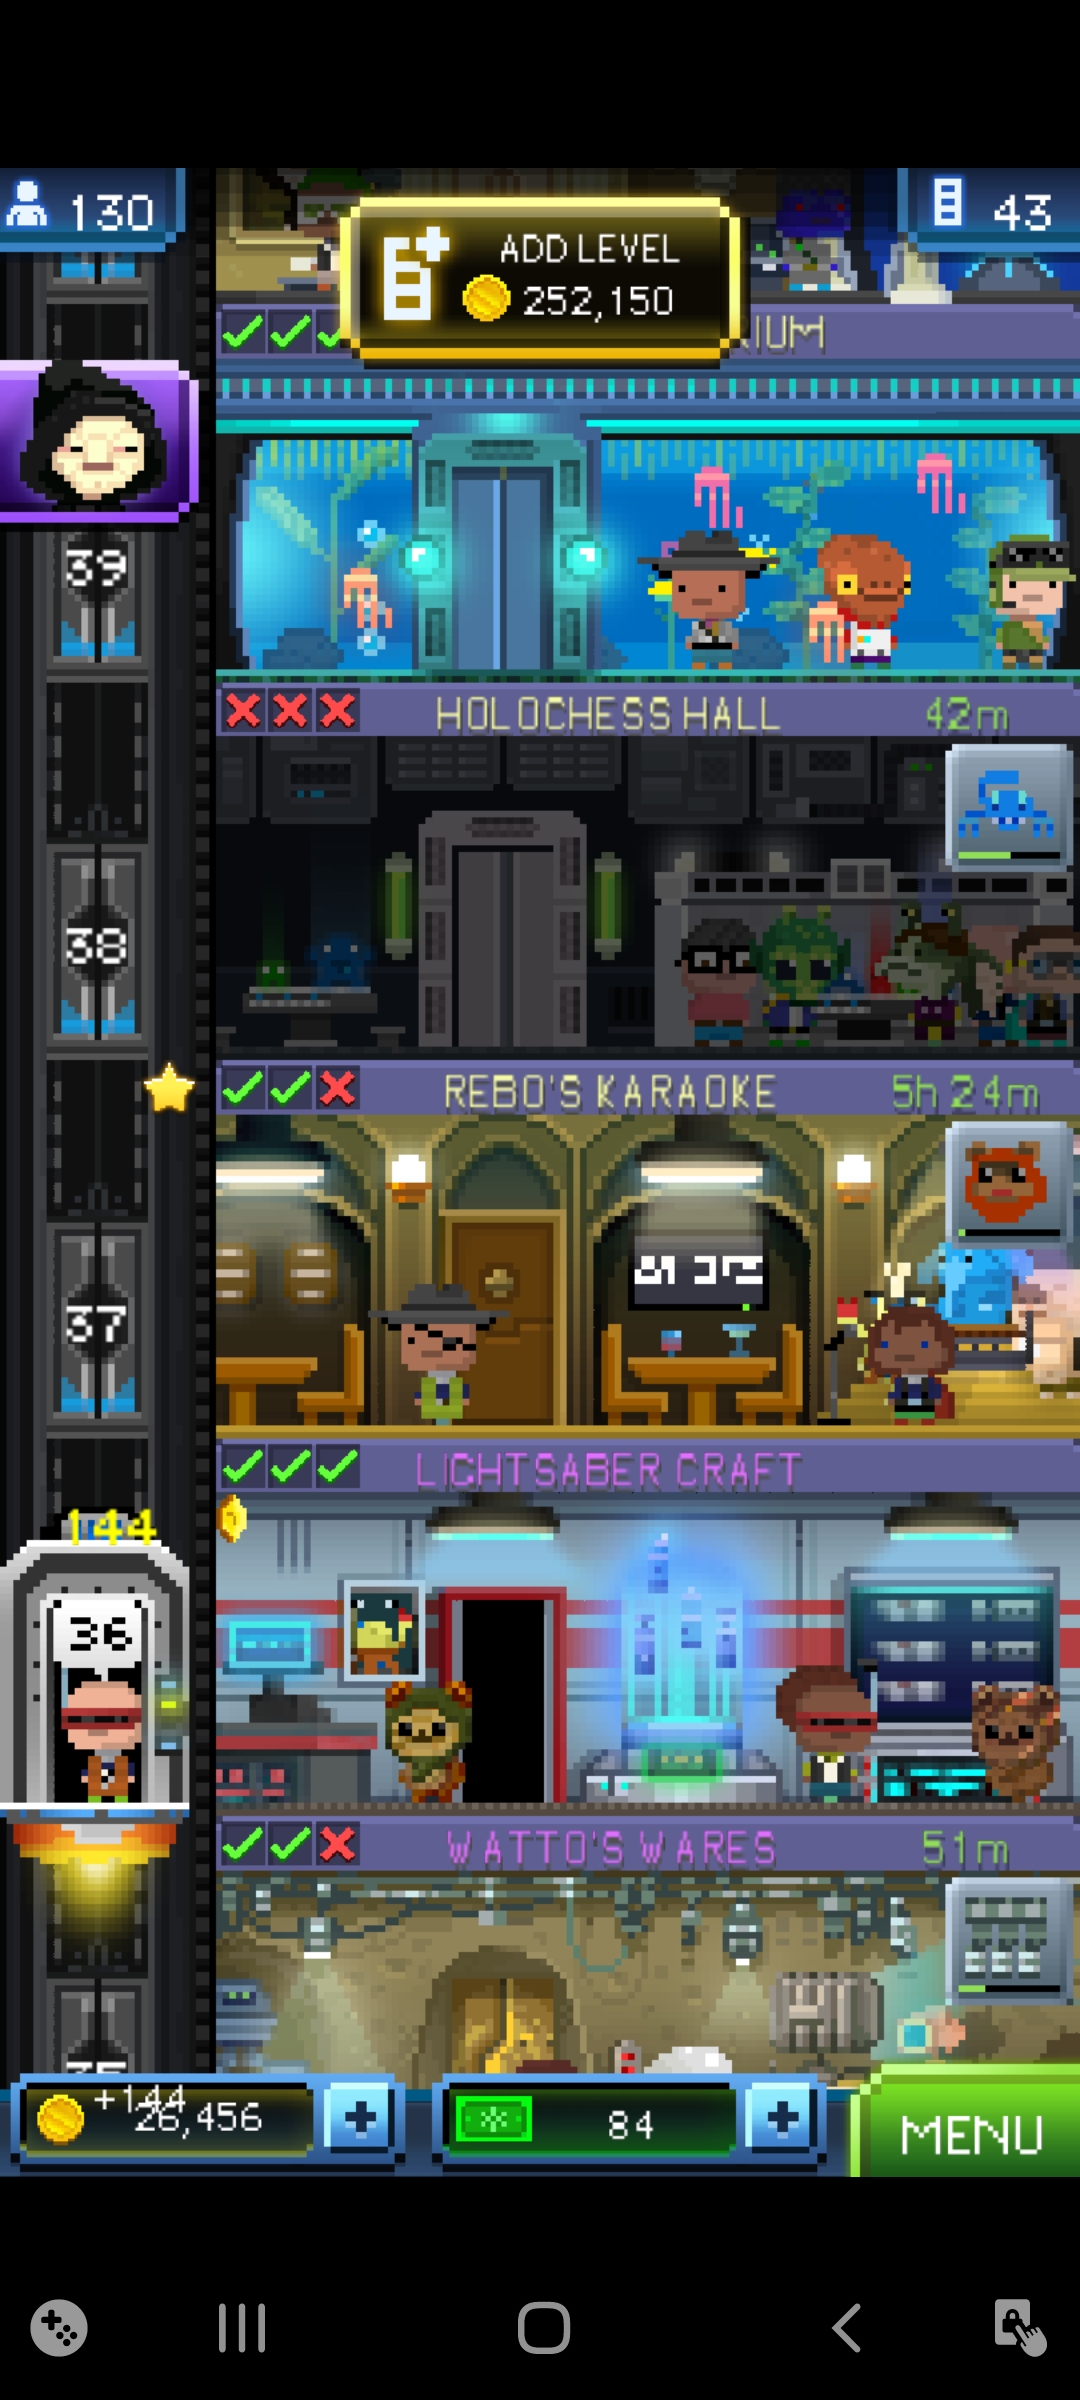 130
ADD LEVEL
252,150
43
39
HOLOCHESS HALL
42m
38
REBO'S KARAOKE
5h 24m
37
LIGHTSABER CRAFT
144
36
WATTO'S WARES
51m
35
+144
26,456
84
MENU